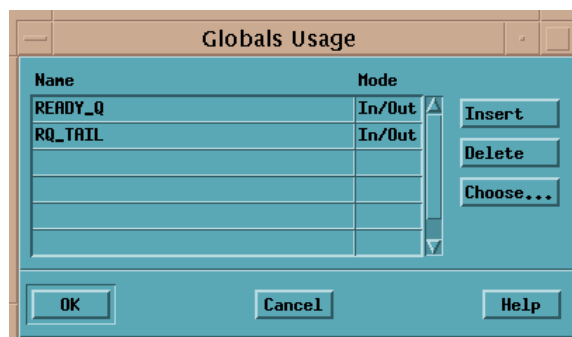 Globals Usage
Name Mode
READY_Q In/Out
RQ_TAIL In/Out
Insert
Delete
Choose...
OK Cancel Help